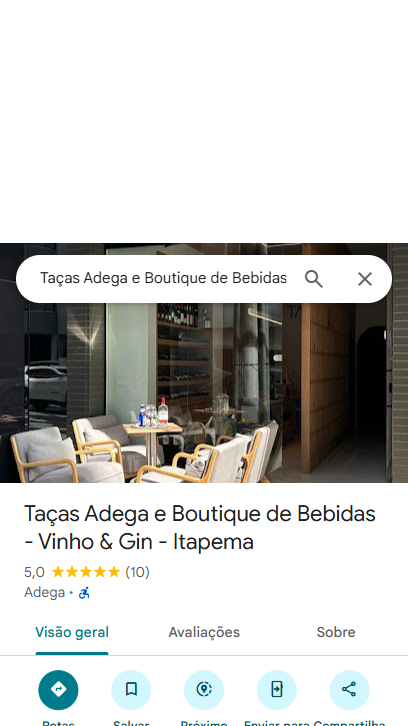 Taças Adega e Boutique de Bebidas
Taças Adega e Boutique de Bebidas
- Vinho & Gin - Itapema
5,0 (10)
Adega ·
Visão geral Avaliações Sobre
Rotas Salvar Próximo Enviar para Compartilha